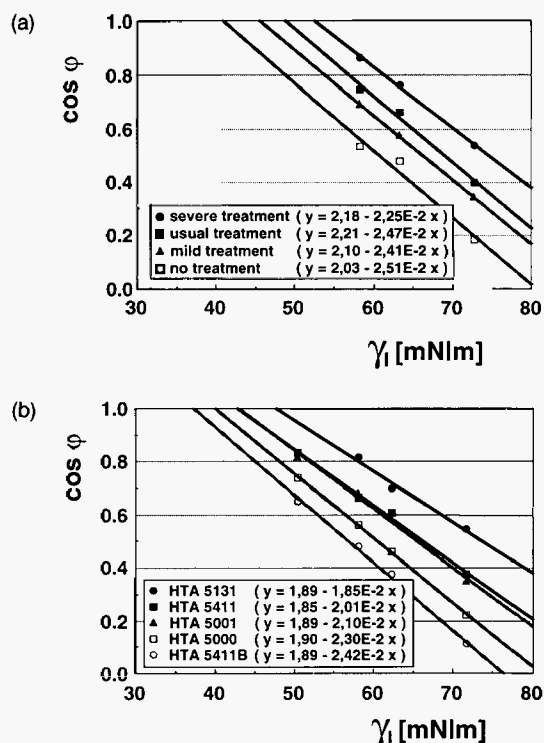 (a)
cos φ
1.0
0.8
0.6
0.4
0.2
0.0
● severe treatment ( y = 2,18 - 2,25E-2 x )
■ usual treatment ( y = 2,21 - 2,47E-2 x )
▲ mild treatment ( y = 2,10 - 2,41E-2 x )
□ no treatment ( y = 2,03 - 2,51E-2 x )
30 40 50 60 70 80
γl [mN|m]
(b)
cos φ
1.0
0.8
0.6
0.4
0.2
0.0
● HTA 5131 ( y = 1,89 - 1,85E-2 x )
■ HTA 5411 ( y = 1,85 - 2,01E-2 x )
▲ HTA 5001 ( y = 1,89 - 2,10E-2 x )
□ HTA 5000 ( y = 1,90 - 2,30E-2 x )
○ HTA 5411B ( y = 1,89 - 2,42E-2 x )
30 40 50 60 70 80
γl [mN|m]